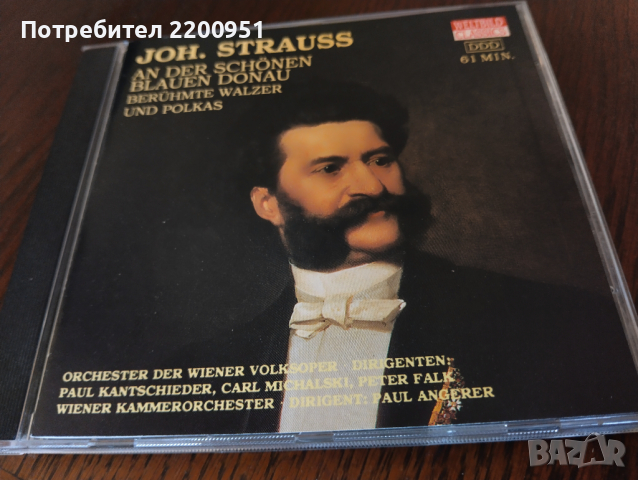 Потребител 2200951
JOH. STRAUSS
AN DER SCHÖNEN
BLAUEN DONAU
BERÜHMTE WALZER
UND POLKAS
WELTBILD
DDD
61 MIN.
ORCHESTER DER WIENER VOLKSOPER · DIRIGENTEN:
PAUL KANTSCHIEDER, CARL MICHALSKI, PETER FALK
WIENER KAMMERORCHESTER · DIRIGENT: PAUL ANGERER
BAZAR